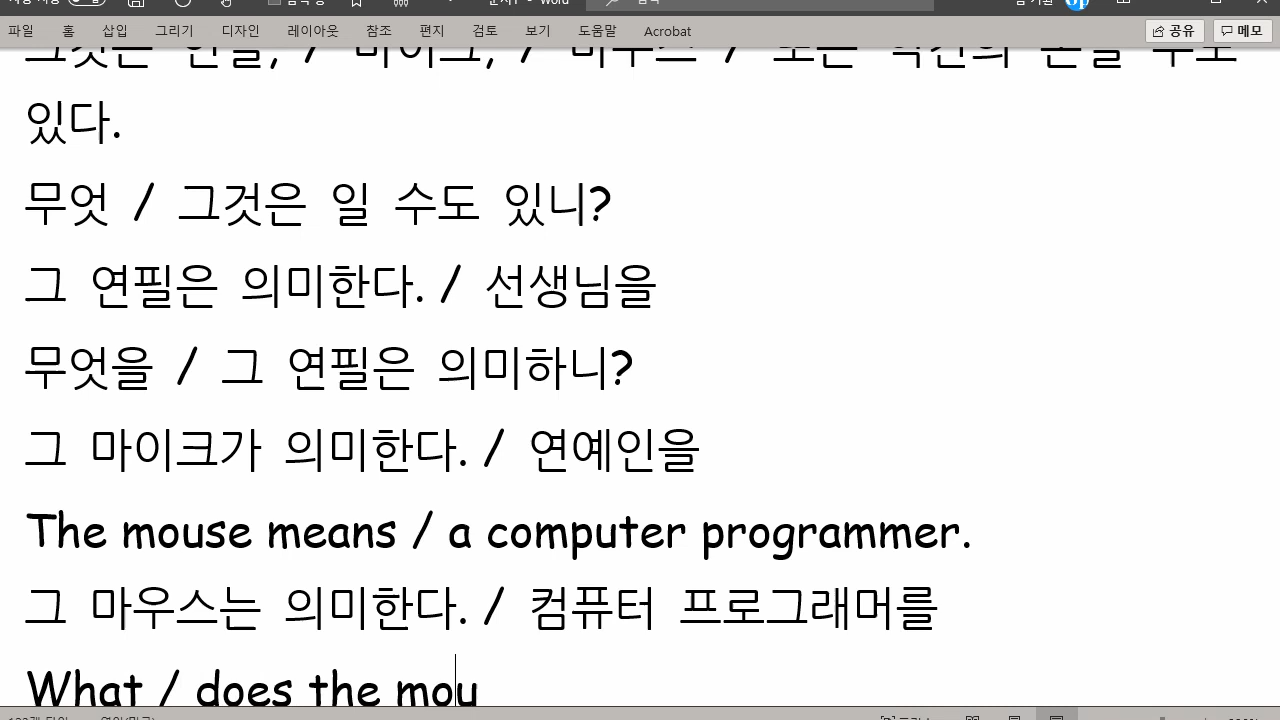 파일 홈 삽입 그리기 디자인 레이아웃 참조 편지 검토 보기 도움말 Acrobat 공유 메모
있다.
무엇 / 그것은 일 수도 있니?
그 연필은 의미한다. / 선생님을
무엇을 / 그 연필은 의미하니?
그 마이크가 의미한다. / 연예인을
The mouse means / a computer programmer.
그 마우스는 의미한다. / 컴퓨터 프로그래머를
What / does the mou